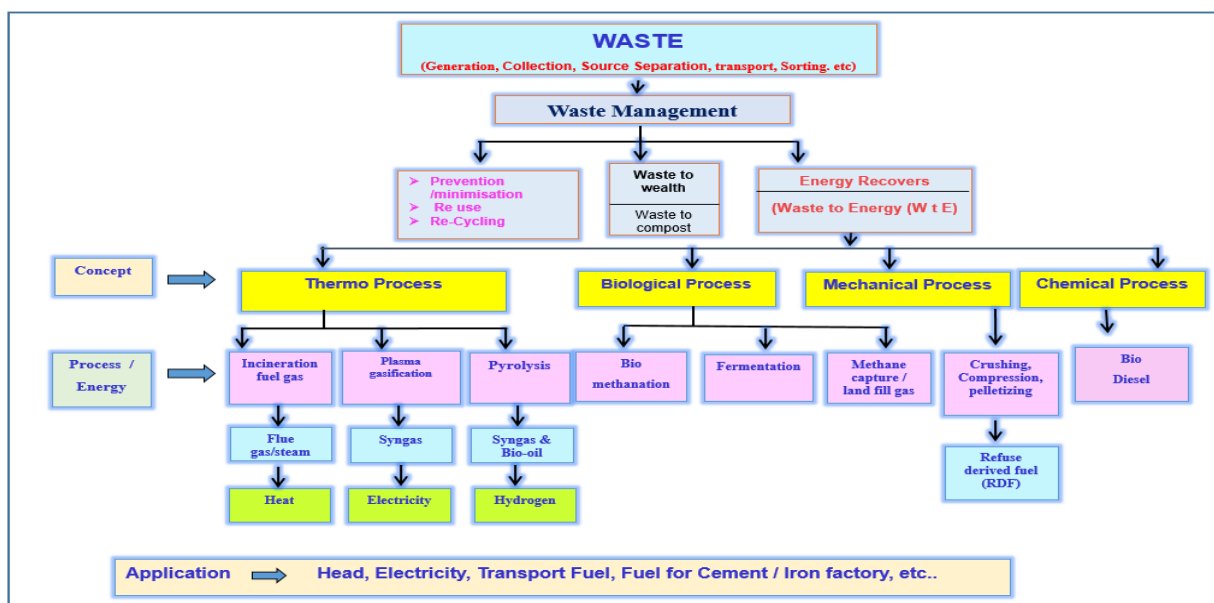 WASTE
(Generation, Collection, Source Separation, transport, Sorting. etc)
Waste Management
➤ Prevention
/minimisation
➤ Re use
➤ Re-Cycling
Waste to
wealth
Waste to
compost
Energy Recovers
(Waste to Energy (W t E)
Concept
Thermo Process
Biological Process
Mechanical Process
Chemical Process
Process /
Energy
Incineration
fuel gas
Plasma
gasification
Pyrolysis
Bio
methanation
Fermentation
Methane
capture /
land fill gas
Crushing,
Compression,
pelletizing
Bio
Diesel
Flue
gas/steam
Syngas
Syngas &
Bio-oil
Refuse
derived fuel
(RDF)
Heat
Electricity
Hydrogen
Application
Head, Electricity, Transport Fuel, Fuel for Cement / Iron factory, etc..